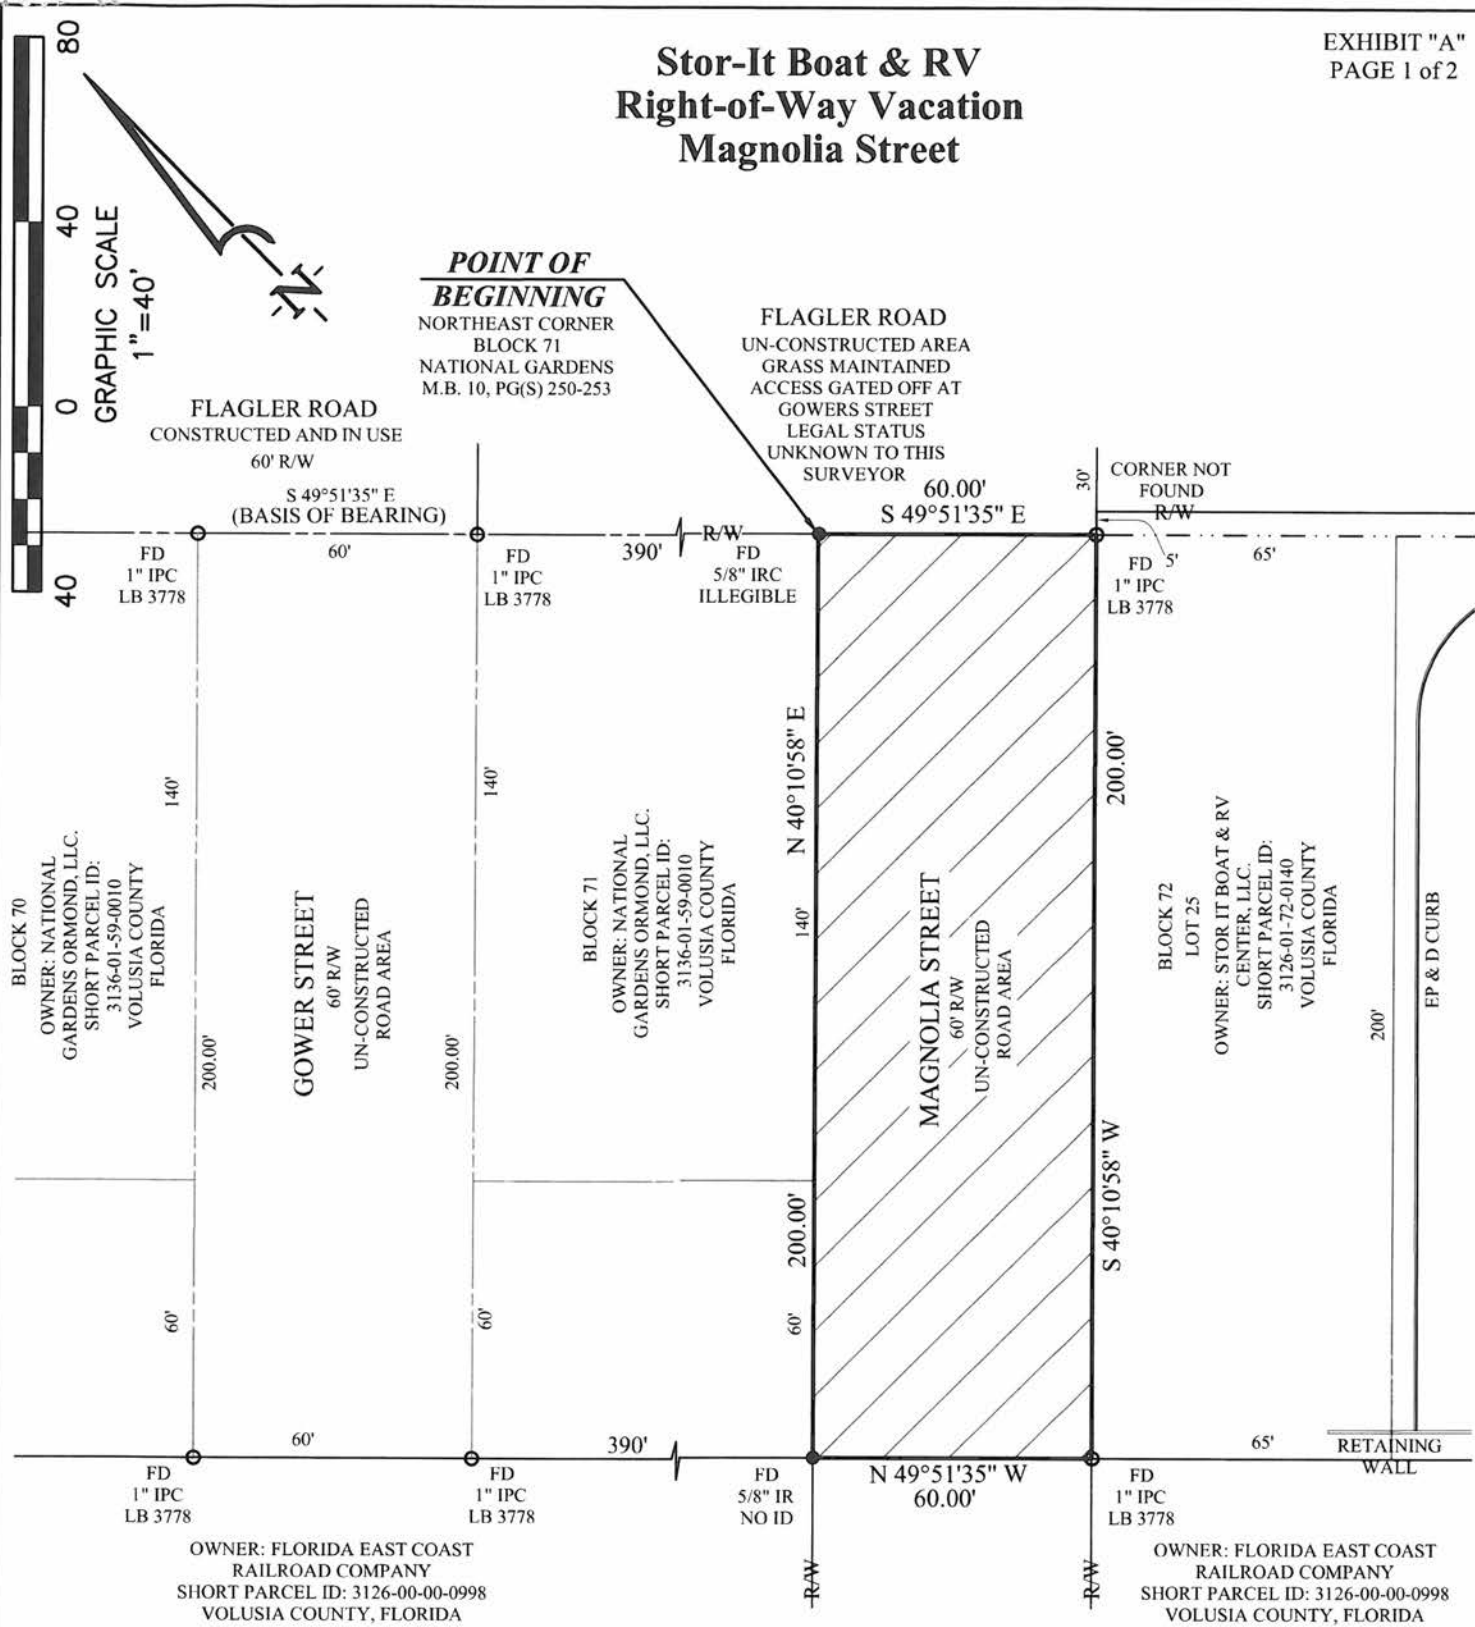 EXHIBIT "A"
PAGE 1 of 2
Stor-It Boat & RV
Right-of-Way Vacation
Magnolia Street
80
40
0
40
GRAPHIC SCALE
1"=40'
N
POINT OF
BEGINNING
NORTHEAST CORNER
BLOCK 71
NATIONAL GARDENS
M.B. 10, PG(S) 250-253
FLAGLER ROAD
UN-CONSTRUCTED AREA
GRASS MAINTAINED
ACCESS GATED OFF AT
GOWERS STREET
LEGAL STATUS
UNKNOWN TO THIS
SURVEYOR
FLAGLER ROAD
CONSTRUCTED AND IN USE
60' R/W
S 49°51'35" E
(BASIS OF BEARING)
60.00'
S 49°51'35" E
30'
CORNER NOT
FOUND
R/W
R/W
60'
390'
5'
65'
FD
1" IPC
LB 3778
FD
1" IPC
LB 3778
FD
5/8" IRC
ILLEGIBLE
FD
1" IPC
LB 3778
BLOCK 70
OWNER: NATIONAL
GARDENS ORMOND, LLC.
SHORT PARCEL ID:
3136-01-59-0010
VOLUSIA COUNTY
FLORIDA
140'
200.00'
60'
GOWER STREET
60' R/W
UN-CONSTRUCTED
ROAD AREA
140'
200.00'
60'
BLOCK 71
OWNER: NATIONAL
GARDENS ORMOND, LLC.
SHORT PARCEL ID:
3136-01-59-0010
VOLUSIA COUNTY
FLORIDA
N 40°10'58" E
140'
200.00'
60'
MAGNOLIA STREET
60' R/W
UN-CONSTRUCTED
ROAD AREA
200.00'
S 40°10'58" W
BLOCK 72
LOT 25
OWNER: STOR IT BOAT & RV
CENTER, LLC.
SHORT PARCEL ID:
3126-01-72-0140
VOLUSIA COUNTY
FLORIDA
200'
EP & D CURB
60'
390'
65'
RETAINING
WALL
FD
1" IPC
LB 3778
FD
1" IPC
LB 3778
FD
5/8" IR
NO ID
N 49°51'35" W
60.00'
FD
1" IPC
LB 3778
R/W
R/W
OWNER: FLORIDA EAST COAST
RAILROAD COMPANY
SHORT PARCEL ID: 3126-00-00-0998
VOLUSIA COUNTY, FLORIDA
OWNER: FLORIDA EAST COAST
RAILROAD COMPANY
SHORT PARCEL ID: 3126-00-00-0998
VOLUSIA COUNTY, FLORIDA